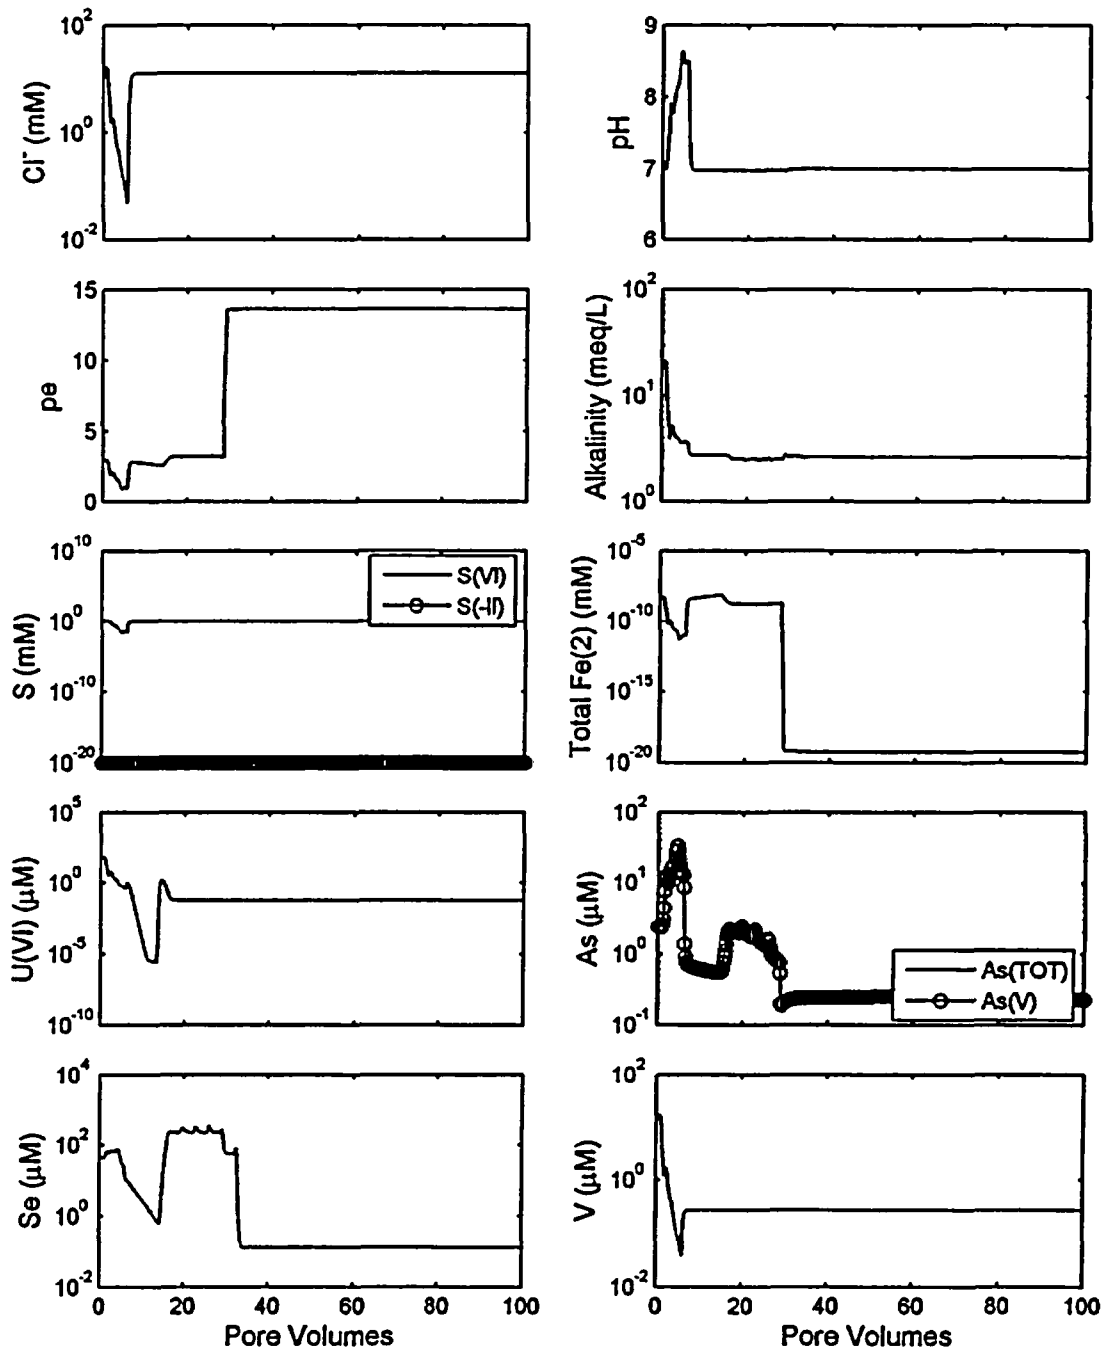 10^2
10^0
10^-2
Cl^- (mM)
9
8
7
6
pH
15
10
5
0
pe
10^2
10^1
10^0
Alkalinity (meq/L)
10^10
10^0
10^-10
10^-20
S (mM)
S(VI)
S(-II)
10^-5
10^-10
10^-15
10^-20
Total Fe(2) (mM)
10^5
10^0
10^-5
10^-10
U(VI) (μM)
10^2
10^1
10^0
10^-1
As (μM)
As(TOT)
As(V)
10^4
10^2
10^0
10^-2
Se (μM)
0 20 40 60 80 100
Pore Volumes
10^2
10^0
10^-2
V (μM)
0 20 40 60 80 100
Pore Volumes